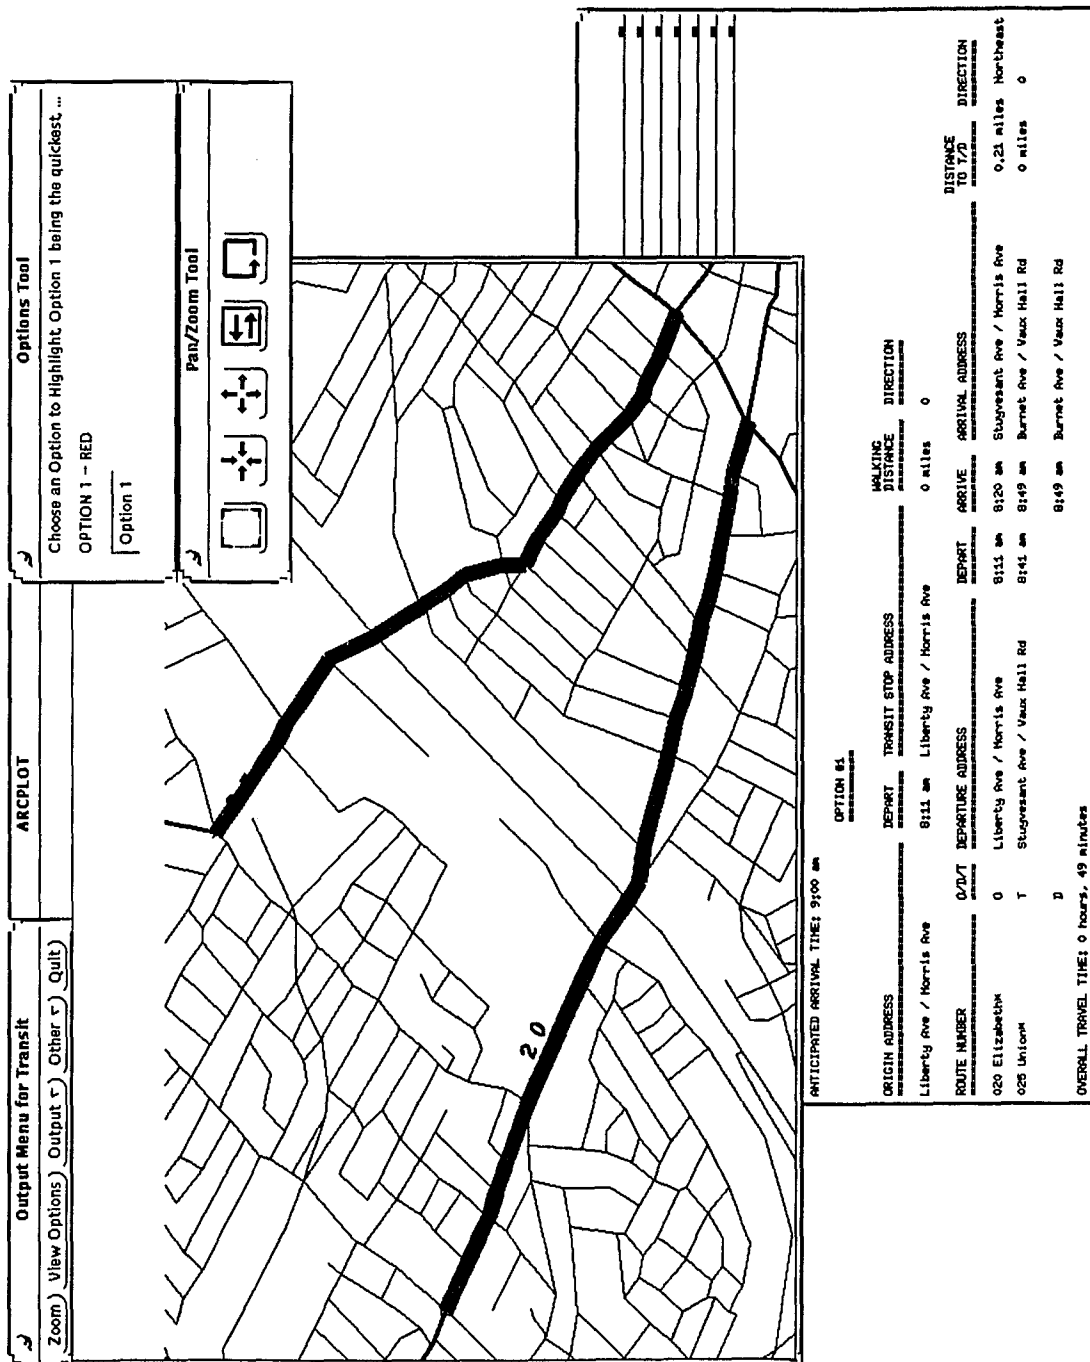 Output Menu for Transit
Zoom) View Options) Output ▿) Other ▿) Quit)
ARCPLOT
Options Tool
Choose an Option to Highlight, Option 1 being the quickest, ...
OPTION 1 - RED
Option 1
Pan/Zoom Tool
20
ANTICIPATED ARRIVAL TIME: 9:00 am
OPTION #1
ORIGIN ADDRESS DEPART TRANSIT STOP ADDRESS WALKING DISTANCE DIRECTION
Liberty Ave / Morris Ave 8:11 am Liberty Ave / Morris Ave 0 miles 0
ROUTE NUMBER O/D/T DEPARTURE ADDRESS DEPART ARRIVE ARRIVAL ADDRESS DISTANCE TO T/D DIRECTION
020 Elizabeth* O Liberty Ave / Morris Ave 8:11 am 8:20 am Stuyvesant Ave / Morris Ave 0.21 miles Northeast
025 Union* T Stuyvesant Ave / Vaux Hall Rd 8:41 am 8:49 am Burnet Ave / Vaux Hall Rd 0 miles 0
D 8:49 am Burnet Ave / Vaux Hall Rd
OVERALL TRAVEL TIME: 0 hours, 49 minutes